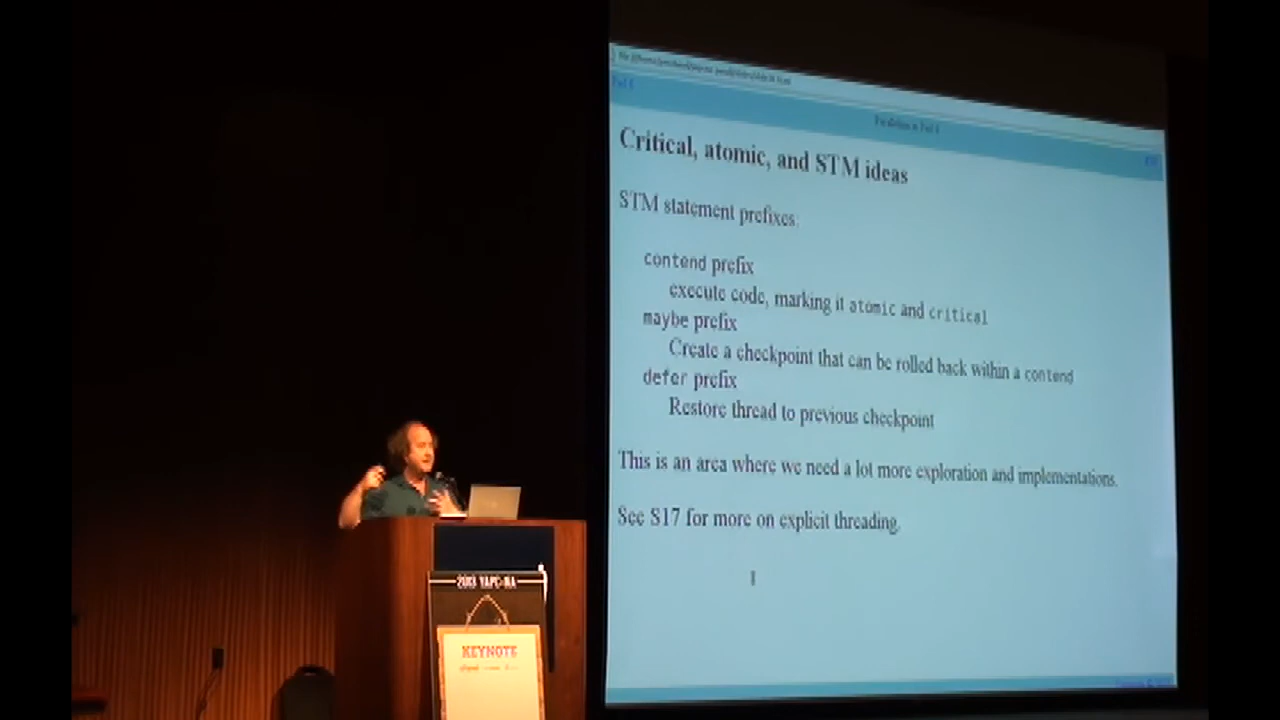 Critical, atomic, and STM ideas
STM statement prefixes:
contend prefix
execute code, marking it atomic and critical
maybe prefix
Create a checkpoint that can be rolled back within a contend
defer prefix
Restore thread to previous checkpoint
This is an area where we need a lot more exploration and implementations.
See S17 for more on explicit threading.
2013 YAPC::NA
KEYNOTE